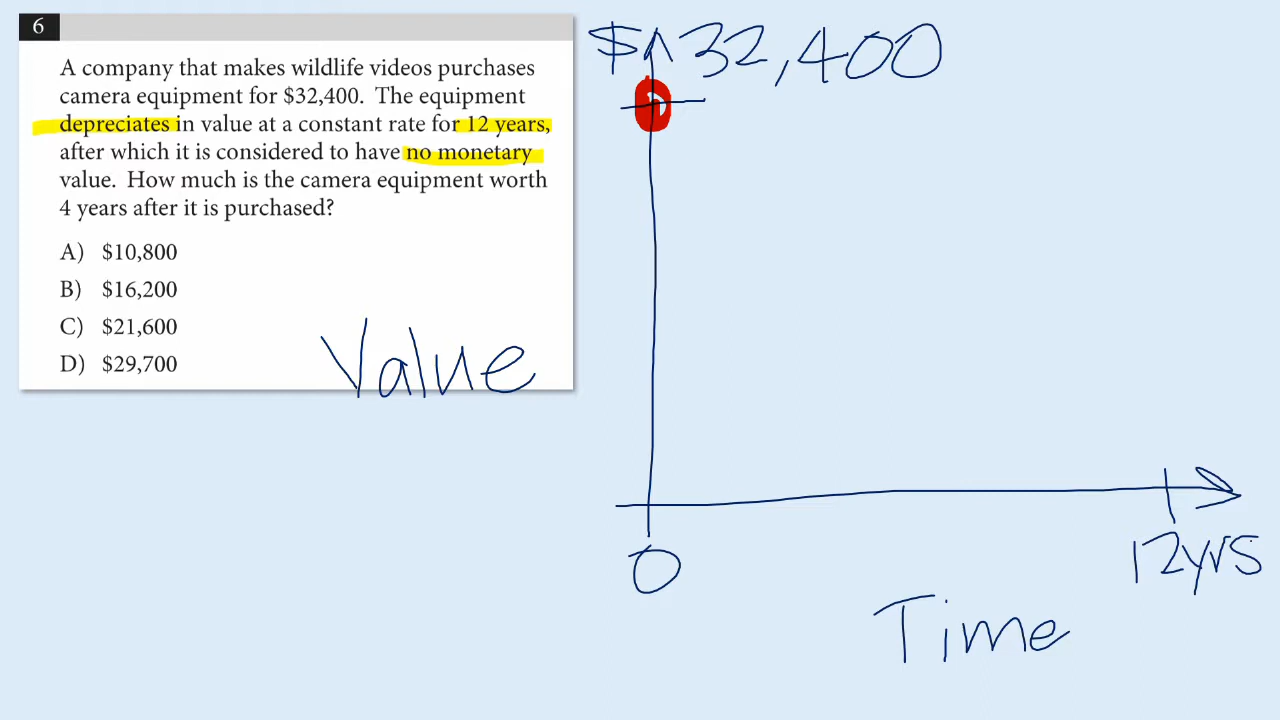 6
A company that makes wildlife videos purchases
camera equipment for $32,400. The equipment
depreciates in value at a constant rate for 12 years,
after which it is considered to have no monetary
value. How much is the camera equipment worth
4 years after it is purchased?
A) $10,800
B) $16,200
C) $21,600
D) $29,700
Value
$32,400
0
12yrs
Time